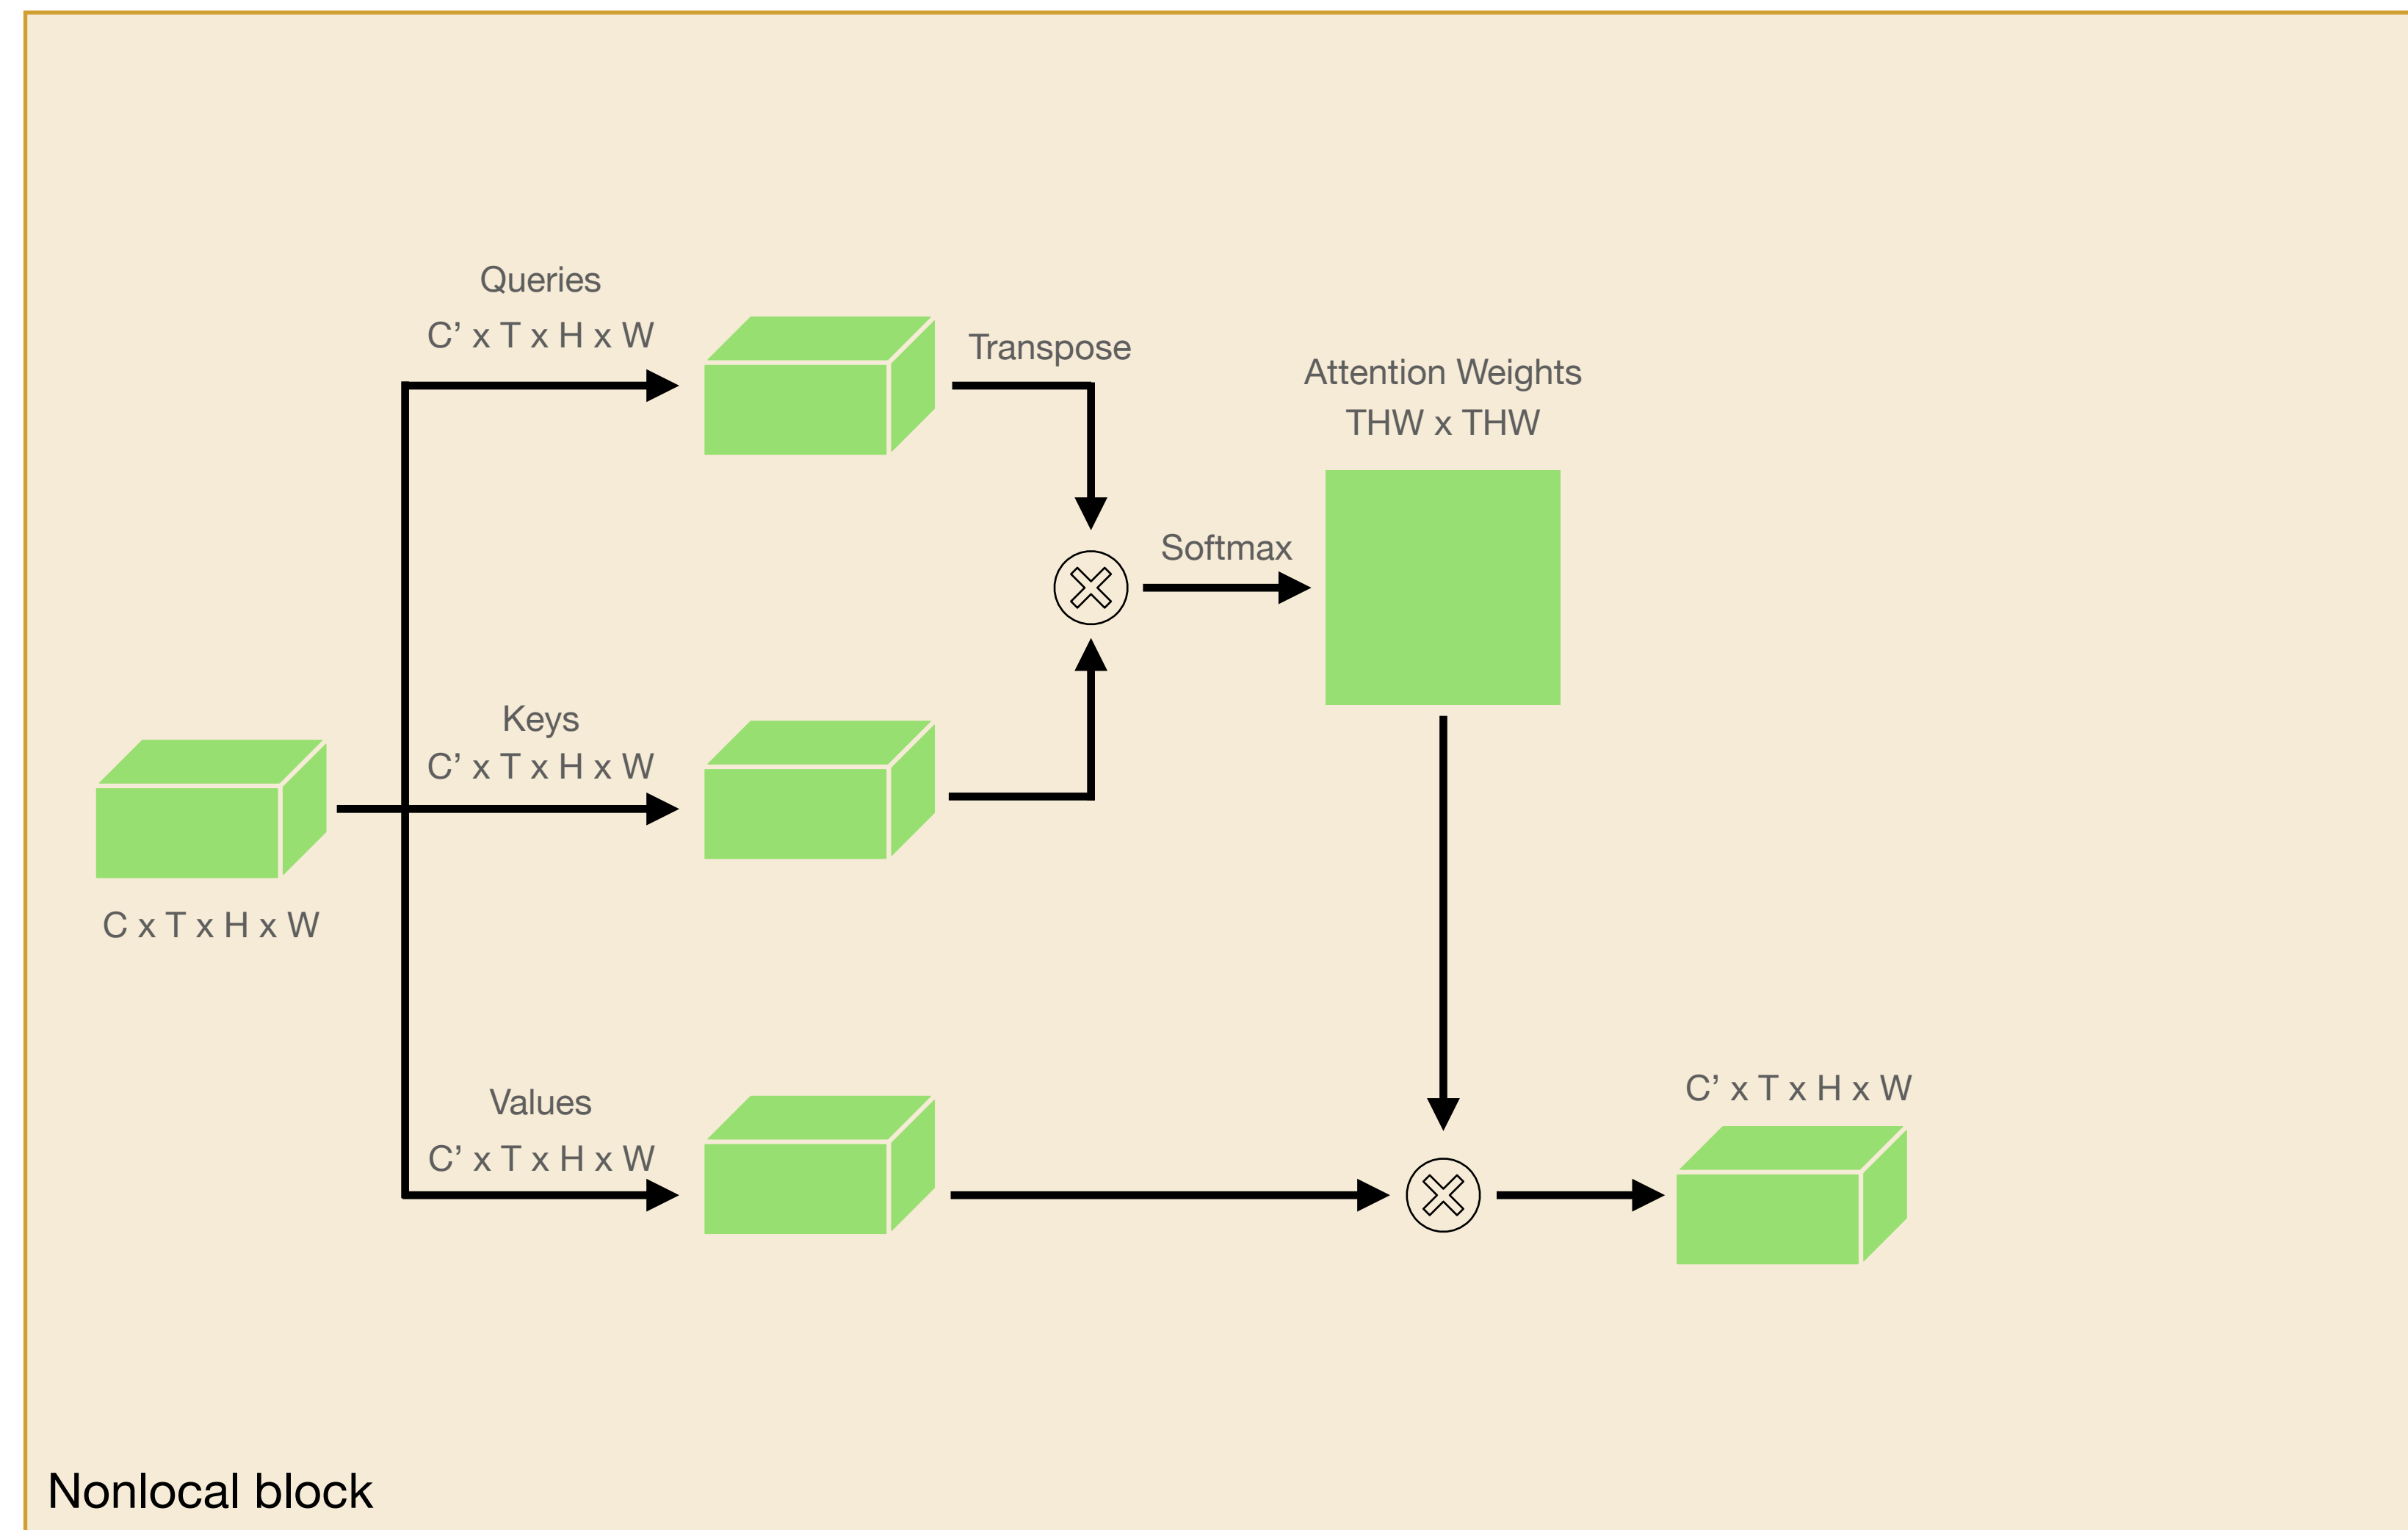 Queries
C’ x T x H x W
Transpose
Attention Weights
THW x THW
Softmax
Keys
C’ x T x H x W
C x T x H x W
Values
C’ x T x H x W
C’ x T x H x W
Nonlocal block